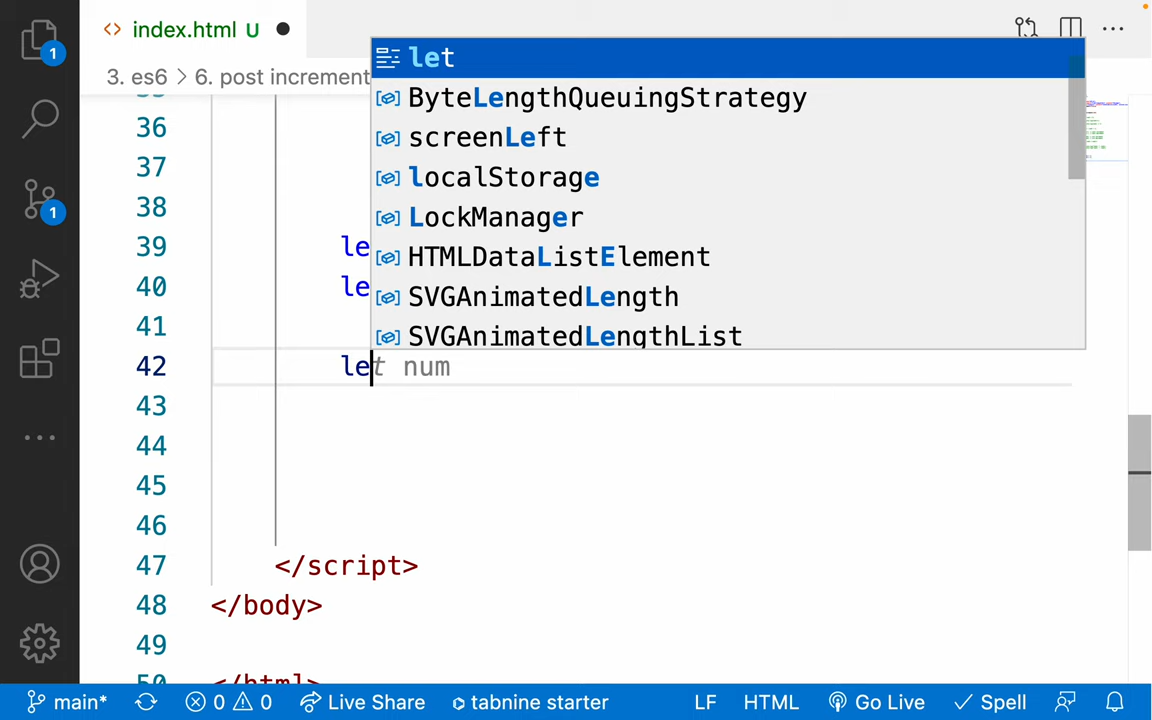 index.html U
3. es6 > 6. post increment
let
ByteLengthQueuingStrategy
screenLeft
localStorage
LockManager
HTMLDataListElement
SVGAnimatedLength
SVGAnimatedLengthList
36
37
38
39 le
40 le
41
42 let num
43
44
45
46
47 </script>
48 </body>
49
50 </html>
1
1
main* 0 0 Live Share tabnine starter LF HTML Go Live Spell